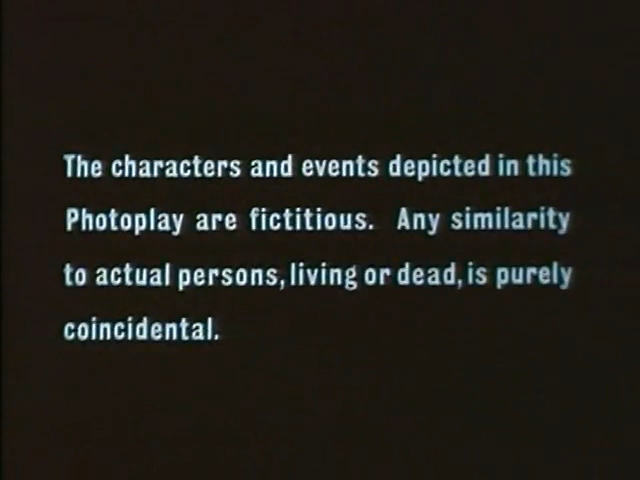 The characters and events depicted in this
Photoplay are fictitious. Any similarity
to actual persons, living or dead, is purely
coincidental.